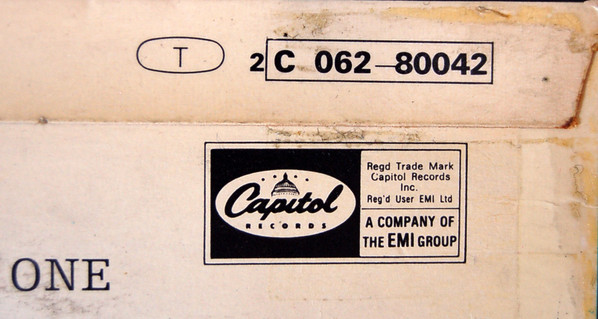 T
2 C 062-80042
Capitol
RECORDS
Regd Trade Mark
Capitol Records
Inc.
Reg'd User EMI Ltd
A COMPANY OF
THE EMI GROUP
ONE